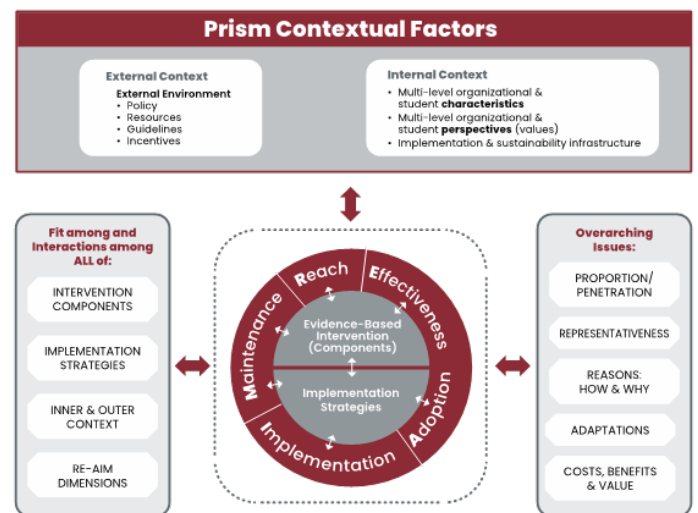 Prism Contextual Factors
External Context
External Environment
• Policy
• Resources
• Guidelines
• Incentives
Internal Context
• Multi-level organizational &
student characteristics
• Multi-level organizational &
student perspectives (values)
• Implementation & sustainability infrastructure
Fit among and
Interactions among
ALL of:
INTERVENTION
COMPONENTS
IMPLEMENTATION
STRATEGIES
INNER & OUTER
CONTEXT
RE-AIM
DIMENSIONS
Reach
Effectiveness
Adoption
Implementation
Maintenance
Evidence-Based
Intervention
(Components)
Implementation
Strategies
Overarching
Issues:
PROPORTION/
PENETRATION
REPRESENTATIVENESS
REASONS:
HOW & WHY
ADAPTATIONS
COSTS, BENEFITS
& VALUE